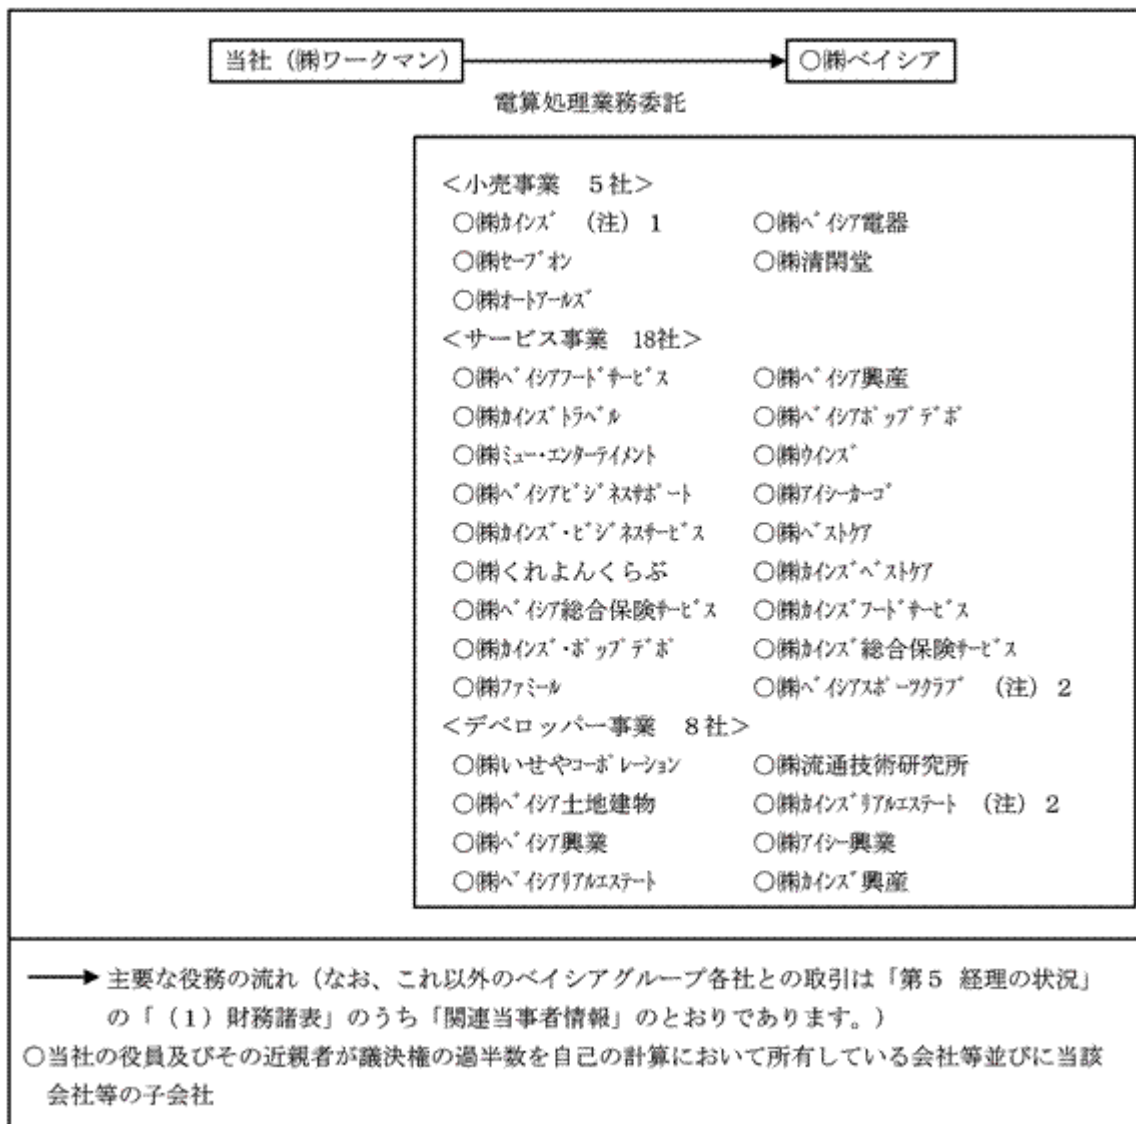 当社（㈱ワークマン） ○㈱ベイシア
電算処理業務委託
＜小売事業　５社＞
○㈱ｶｲﾝｽﾞ　（注）１ ○㈱ﾍﾞｲｼｱ電器
○㈱ｾｰﾌﾞｵﾝ ○㈱清閑堂
○㈱ｵｰﾄｱｰﾙｽﾞ
＜サービス事業　18社＞
○㈱ﾍﾞｲｼｱﾌｰﾄﾞｻｰﾋﾞｽ ○㈱ﾍﾞｲｼｱ興産
○㈱ｶｲﾝｽﾞﾄﾗﾍﾞﾙ ○㈱ﾍﾞｲｼｱﾎﾟｯﾌﾟﾃﾞﾎﾟ
○㈱ﾐｭｰ・ｴﾝﾀｰﾃｲﾒﾝﾄ ○㈱ｳｲﾝｽﾞ
○㈱ﾍﾞｲｼｱﾋﾞｼﾞﾈｽｻﾎﾟｰﾄ ○㈱ｱｲｼｰｶｰｺﾞ
○㈱ｶｲﾝｽﾞ・ﾋﾞｼﾞﾈｽｻｰﾋﾞｽ ○㈱ﾍﾞｽﾄｹｱ
○㈱くれよんくらぶ ○㈱ｶｲﾝｽﾞﾍﾞｽﾄｹｱ
○㈱ﾍﾞｲｼｱ総合保険ｻｰﾋﾞｽ ○㈱ｶｲﾝｽﾞﾌｰﾄﾞｻｰﾋﾞｽ
○㈱ｶｲﾝｽﾞ・ﾎﾟｯﾌﾟﾃﾞﾎﾟ ○㈱ｶｲﾝｽﾞ総合保険ｻｰﾋﾞｽ
○㈱ﾌｧﾐｰﾙ ○㈱ﾍﾞｲｼｱｽﾎﾟｰﾂｸﾗﾌﾞ　（注）２
＜デベロッパー事業　８社＞
○㈱いせやｺｰﾎﾟﾚｰｼｮﾝ ○㈱流通技術研究所
○㈱ﾍﾞｲｼｱ土地建物 ○㈱ｶｲﾝｽﾞﾘｱﾙｴｽﾃｰﾄ　（注）２
○㈱ﾍﾞｲｼｱ興業 ○㈱ｱｲｼｰ興業
○㈱ﾍﾞｲｼｱﾘｱﾙｴｽﾃｰﾄ ○㈱ｶｲﾝｽﾞ興産
主要な役務の流れ（なお、これ以外のベイシアグループ各社との取引は「第５ 経理の状況」
の「（１）財務諸表」のうち「関連当事者情報」のとおりであります。）
○当社の役員及びその近親者が議決権の過半数を自己の計算において所有している会社等並びに当該
会社等の子会社